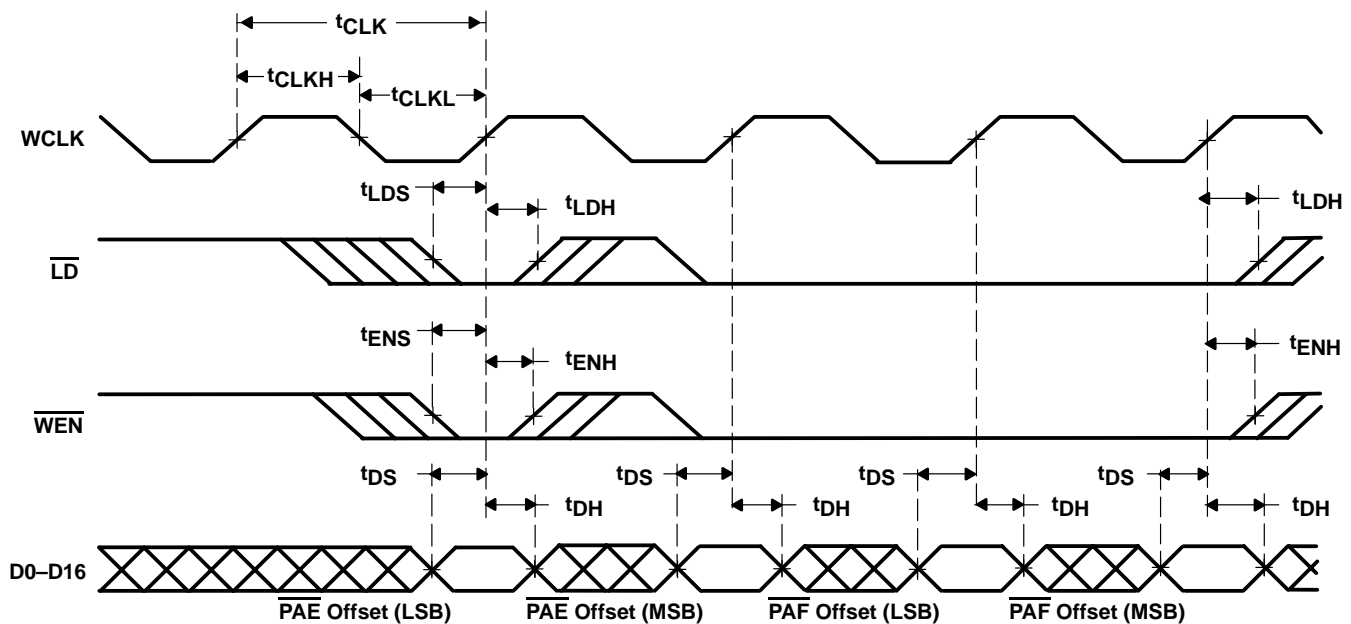 tCLK
tCLKH
tCLKL
WCLK
tLDS
tLDH
tLDH
LD
tENS
tENH
tENH
WEN
tDS
tDS
tDS
tDS
tDH
tDH
tDH
tDH
D0–D16
PAE Offset (LSB)
PAE Offset (MSB)
PAF Offset (LSB)
PAF Offset (MSB)